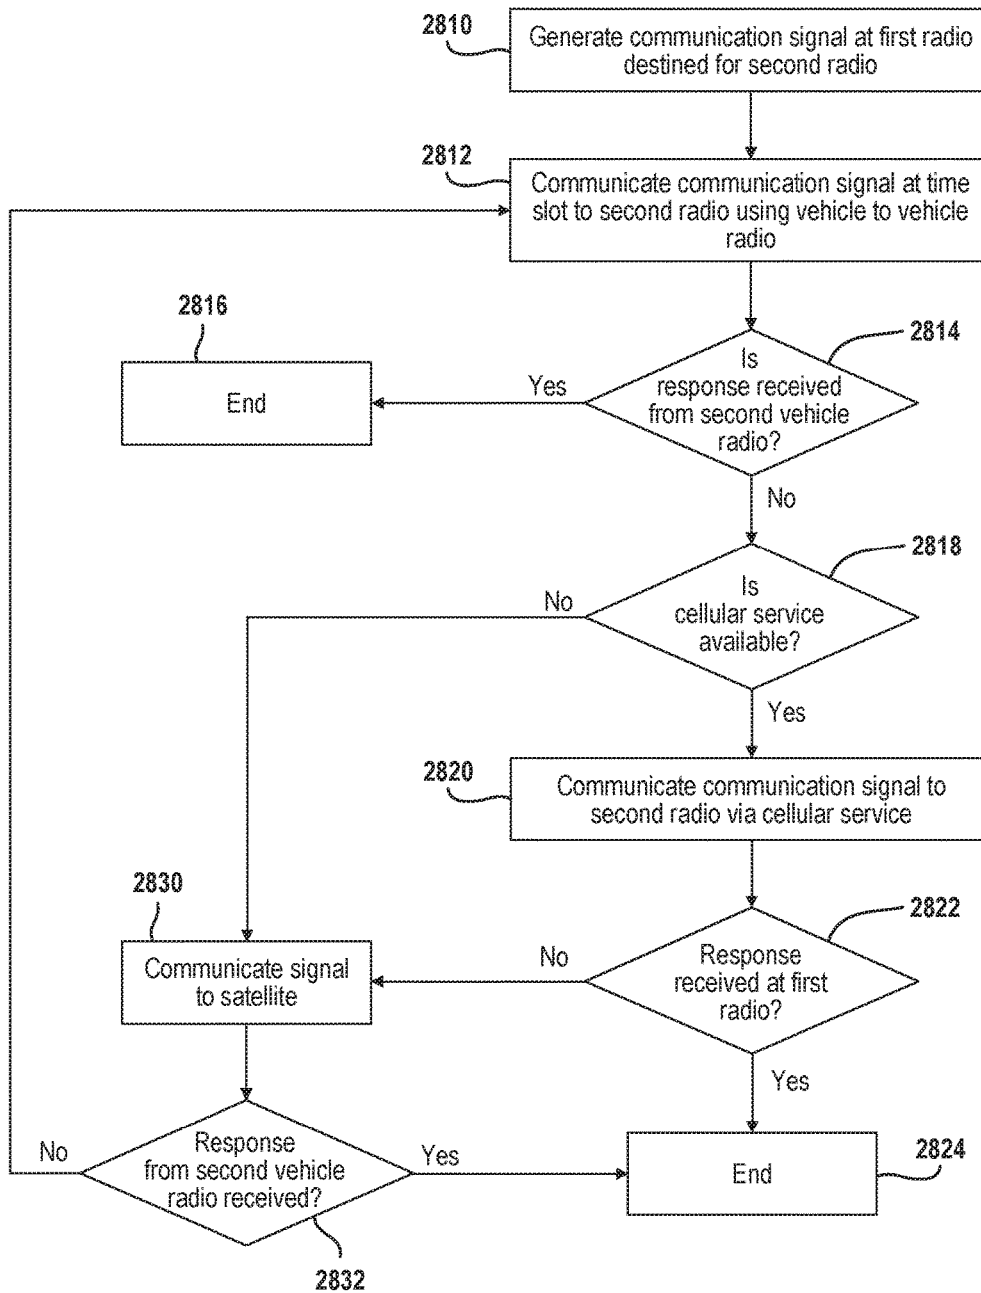 2810
Generate communication signal at first radio
destined for second radio
2812
Communicate communication signal at time
slot to second radio using vehicle to vehicle
radio
2816
End
Yes
2814
Is
response received
from second vehicle
radio?
No
2818
Is
cellular service
available?
No
Yes
2820
Communicate communication signal to
second radio via cellular service
2830
Communicate signal
to satellite
No
2822
Response
received at first
radio?
Yes
No
Response
from second vehicle
radio received?
Yes
2832
End
2824